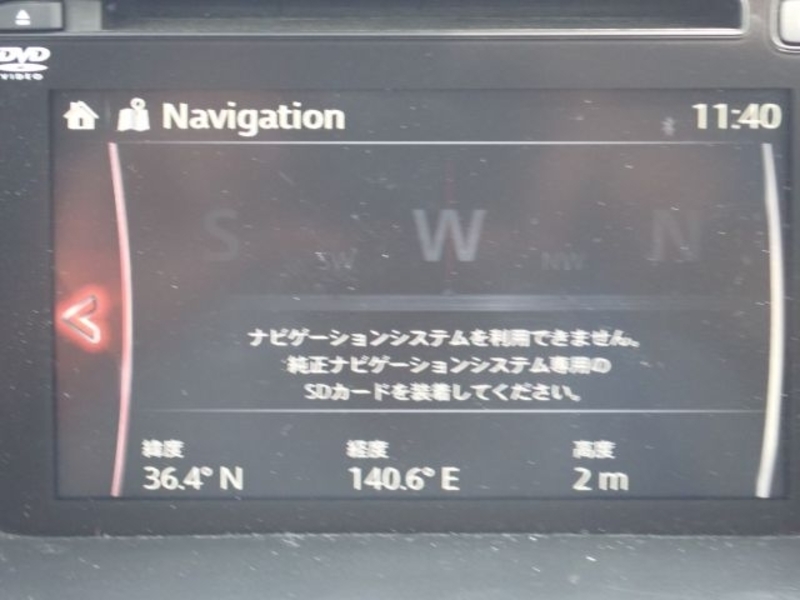 DVD
VIDEO
Navigation 11:40
S SW W NW N
ナビゲーションシステムを利用できません。
純正ナビゲーションシステム専用の
SDカードを装着してください。
緯度 経度 高度
36.4° N 140.6° E 2 m